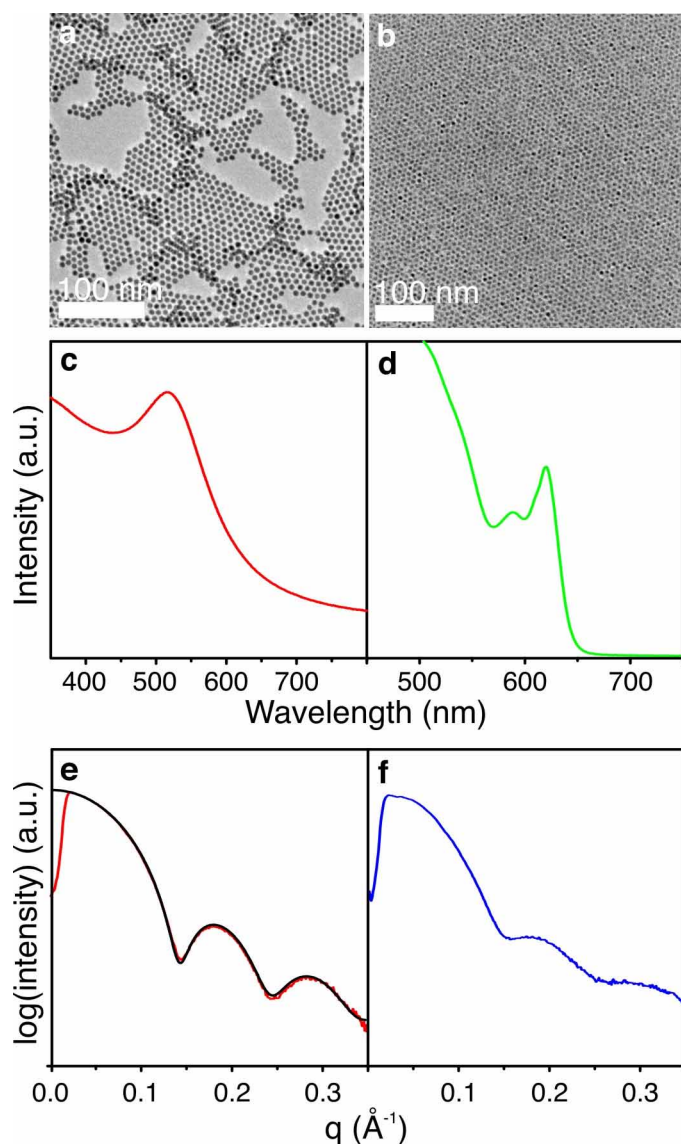 a b
100 nm 100 nm
c d
Intensity (a.u.)
400 500 600 700 500 600 700
Wavelength (nm)
e f
log(intensity) (a.u.)
0.0 0.1 0.2 0.3 0.1 0.2 0.3
q (Å⁻¹)